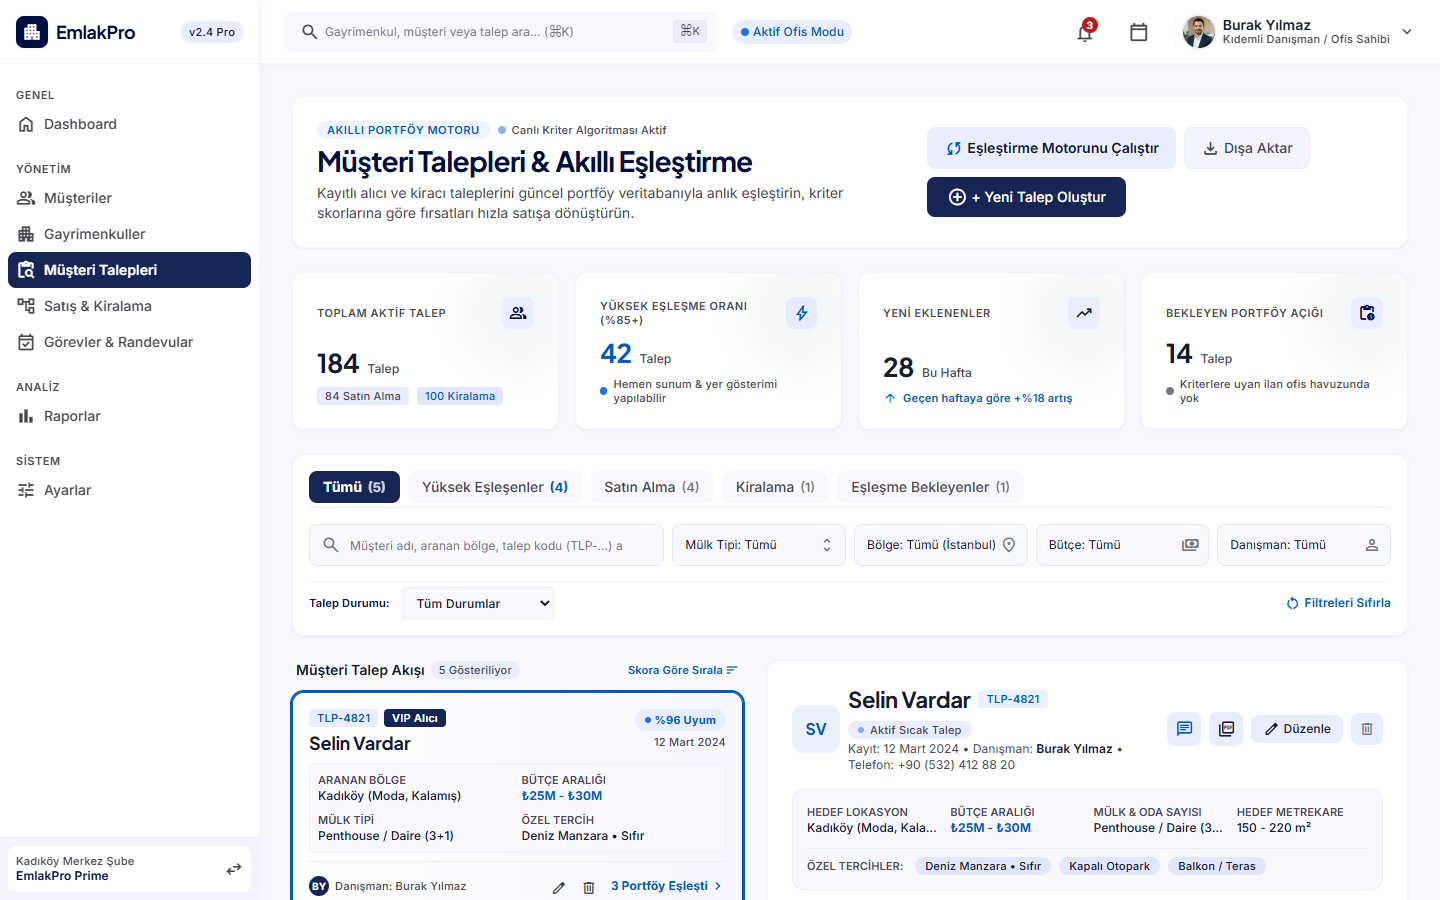 EmlakPro
v2.4 Pro
Gayrimenkul, müşteri veya talep ara... (⌘K)
⌘K
Aktif Ofis Modu
3
Burak Yılmaz
Kıdemli Danışman / Ofis Sahibi
GENEL
Dashboard
YÖNETİM
Müşteriler
Gayrimenkuller
Müşteri Talepleri
Satış & Kiralama
Görevler & Randevular
ANALİZ
Raporlar
SİSTEM
Ayarlar
Kadıköy Merkez Şube
EmlakPro Prime
AKILLI PORTFÖY MOTORU
Canlı Kriter Algoritması Aktif
Müşteri Talepleri & Akıllı Eşleştirme
Kayıtlı alıcı ve kiracı taleplerini güncel portföy veritabanıyla anlık eşleştirin, kriter
skorlarına göre fırsatları hızla satışa dönüştürün.
Eşleştirme Motorunu Çalıştır
Dışa Aktar
+ Yeni Talep Oluştur
TOPLAM AKTİF TALEP
184 Talep
84 Satın Alma
100 Kiralama
YÜKSEK EŞLEŞME ORANI
(%85+)
42 Talep
Hemen sunum & yer gösterimi
yapılabilir
YENİ EKLENENLER
28 Bu Hafta
Geçen haftaya göre +%18 artış
BEKLEYEN PORTFÖY AÇIĞI
14 Talep
Kriterlere uyan ilan ofis havuzunda
yok
Tümü (5)
Yüksek Eşleşenler (4)
Satın Alma (4)
Kiralama (1)
Eşleşme Bekleyenler (1)
Müşteri adı, aranan bölge, talep kodu (TLP-...) a
Mülk Tipi: Tümü
Bölge: Tümü (İstanbul)
Bütçe: Tümü
Danışman: Tümü
Talep Durumu:
Tüm Durumlar
Filtreleri Sıfırla
Müşteri Talep Akışı
5 Gösteriliyor
Skora Göre Sırala
TLP-4821
VIP Alıcı
%96 Uyum
Selin Vardar
12 Mart 2024
ARANAN BÖLGE
Kadıköy (Moda, Kalamış)
BÜTÇE ARALIĞI
₺25M - ₺30M
MÜLK TİPİ
Penthouse / Daire (3+1)
ÖZEL TERCİH
Deniz Manzara • Sıfır
BY
Danışman: Burak Yılmaz
3 Portföy Eşleşti
SV
Selin Vardar
TLP-4821
Aktif Sıcak Talep
Kayıt: 12 Mart 2024 • Danışman: Burak Yılmaz •
Telefon: +90 (532) 412 88 20
PDF
Düzenle
HEDEF LOKASYON
Kadıköy (Moda, Kala...
BÜTÇE ARALIĞI
₺25M - ₺30M
MÜLK & ODA SAYISI
Penthouse / Daire (3...
HEDEF METREKARE
150 - 220 m²
ÖZEL TERCİHLER:
Deniz Manzara • Sıfır
Kapalı Otopark
Balkon / Teras